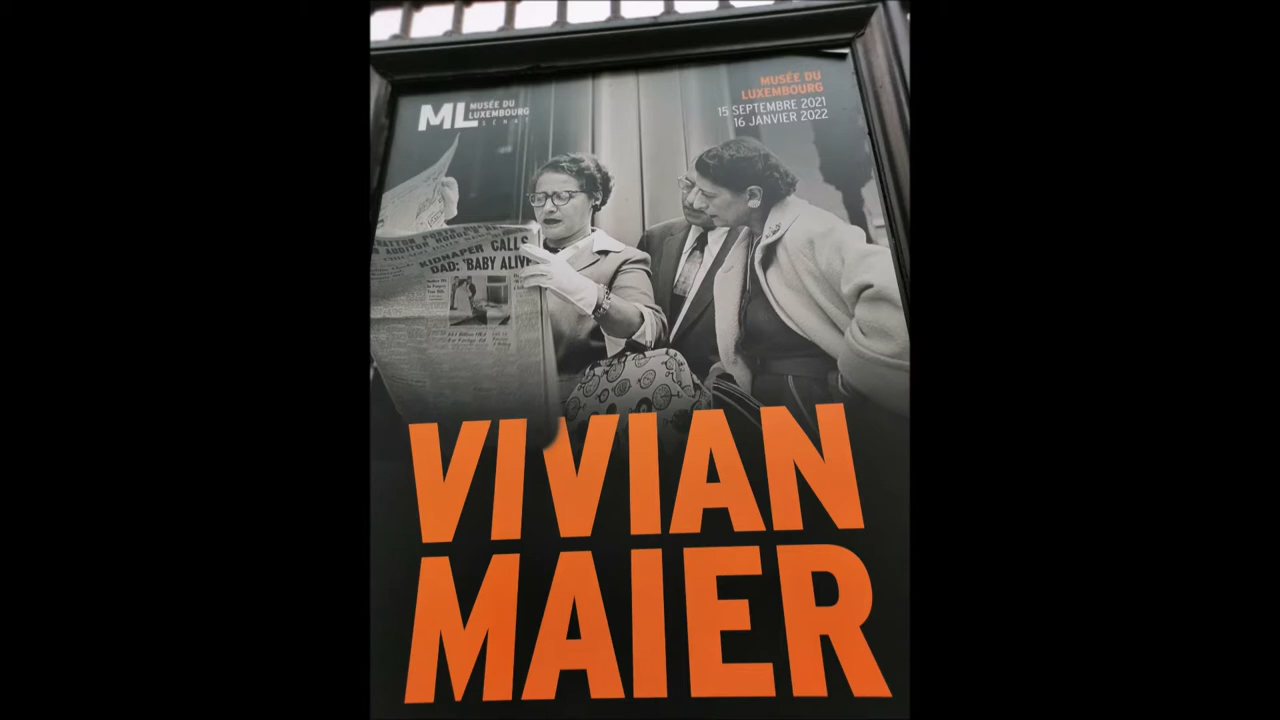 ML MUSÉE DU
LUXEMBOURG
SÉNAT
MUSÉE DU
LUXEMBOURG
15 SEPTEMBRE 2021
16 JANVIER 2022
KIDNAPER CALLS
DAD: 'BABY ALIVE
VIVIAN
MAIER